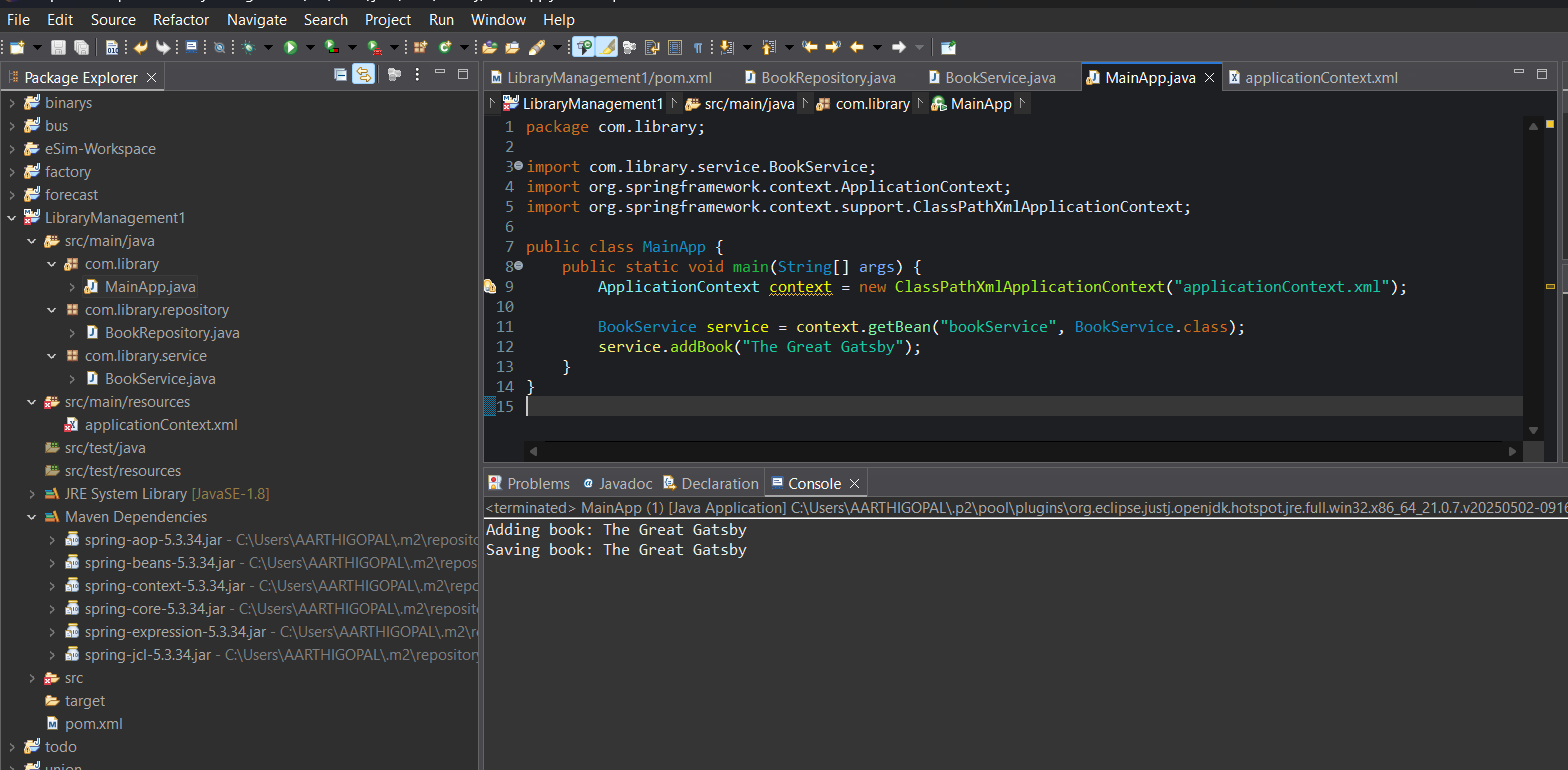 File Edit Source Refactor Navigate Search Project Run Window Help
Package Explorer
binarys
bus
eSim-Workspace
factory
forecast
LibraryManagement1
src/main/java
com.library
MainApp.java
com.library.repository
BookRepository.java
com.library.service
BookService.java
src/main/resources
applicationContext.xml
src/test/java
src/test/resources
JRE System Library [JavaSE-1.8]
Maven Dependencies
spring-aop-5.3.34.jar - C:\Users\AARTHIGOPAL\.m2\reposito
spring-beans-5.3.34.jar - C:\Users\AARTHIGOPAL\.m2\repos
spring-context-5.3.34.jar - C:\Users\AARTHIGOPAL\.m2\repo
spring-core-5.3.34.jar - C:\Users\AARTHIGOPAL\.m2\reposit
spring-expression-5.3.34.jar - C:\Users\AARTHIGOPAL\.m2\r
spring-jcl-5.3.34.jar - C:\Users\AARTHIGOPAL\.m2\repository
src
target
pom.xml
todo
union
LibraryManagement1/pom.xml BookRepository.java BookService.java MainApp.java applicationContext.xml
LibraryManagement1 src/main/java com.library MainApp
1 package com.library;
2
3 import com.library.service.BookService;
4 import org.springframework.context.ApplicationContext;
5 import org.springframework.context.support.ClassPathXmlApplicationContext;
6
7 public class MainApp {
8 public static void main(String[] args) {
9 ApplicationContext context = new ClassPathXmlApplicationContext("applicationContext.xml");
10
11 BookService service = context.getBean("bookService", BookService.class);
12 service.addBook("The Great Gatsby");
13 }
14 }
15
Problems Javadoc Declaration Console
<terminated> MainApp (1) [Java Application] C:\Users\AARTHIGOPAL\.p2\pool\plugins\org.eclipse.justj.openjdk.hotspot.jre.full.win32.x86_64_21.0.7.v20250502-0916
Adding book: The Great Gatsby
Saving book: The Great Gatsby